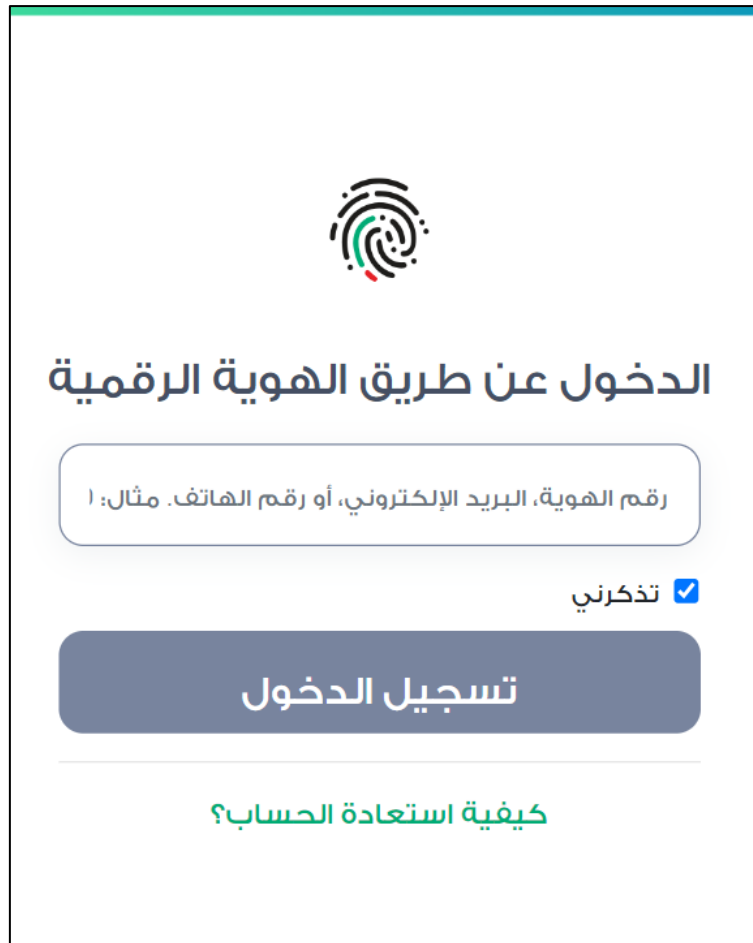 الدخول عن طريق الهوية الرقمية
رقم الهوية، البريد الإلكتروني، أو رقم الهاتف. مثال:
تذكرني
تسجيل الدخول
كيفية استعادة الحساب؟